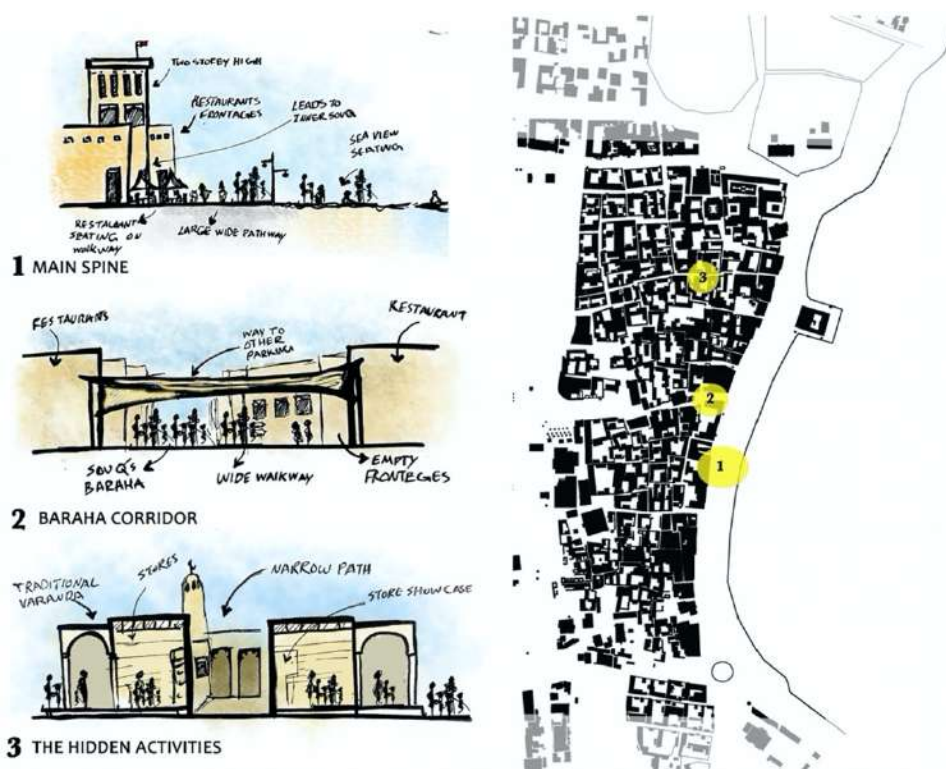 TWO STOREY HIGH
RESTAURANTS
FRONTAGES
LEADS TO
INNER SOUQ
SEA VIEW
SEATING
RESTAURANT
SEATING ON
WALKWAY
LARGE WIDE PATHWAY
1 MAIN SPINE
RESTAURANTS
WAY TO
OTHER
PARKING
RESTAURANT
SOUQ'S
BARAHA
WIDE WALKWAY
EMPTY
FRONTEGES
2 BARAHA CORRIDOR
TRADITIONAL
VARANDA
STORES
NARROW PATH
STORE SHOWCASE
3 THE HIDDEN ACTIVITIES
3
2
1